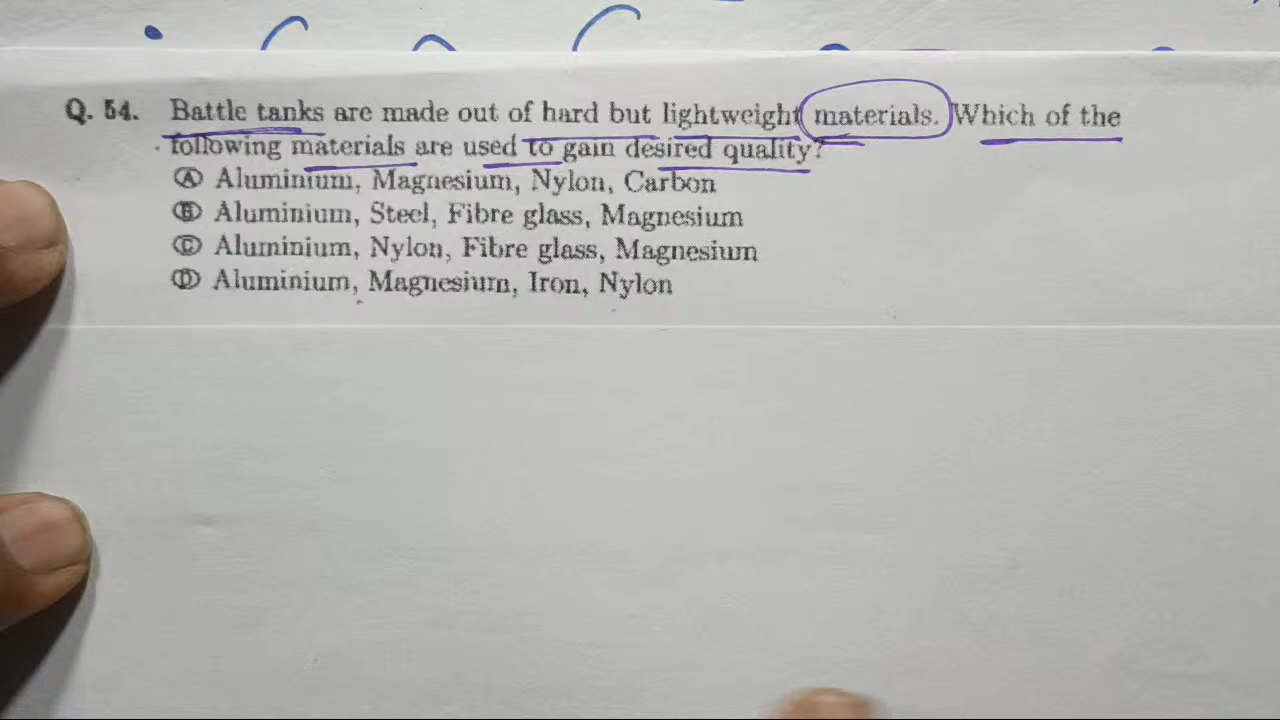 Q. 54. Battle tanks are made out of hard but lightweight materials. Which of the
following materials are used to gain desired quality?
Ⓐ Aluminium, Magnesium, Nylon, Carbon
Ⓑ Aluminium, Steel, Fibre glass, Magnesium
Ⓒ Aluminium, Nylon, Fibre glass, Magnesium
Ⓓ Aluminium, Magnesium, Iron, Nylon